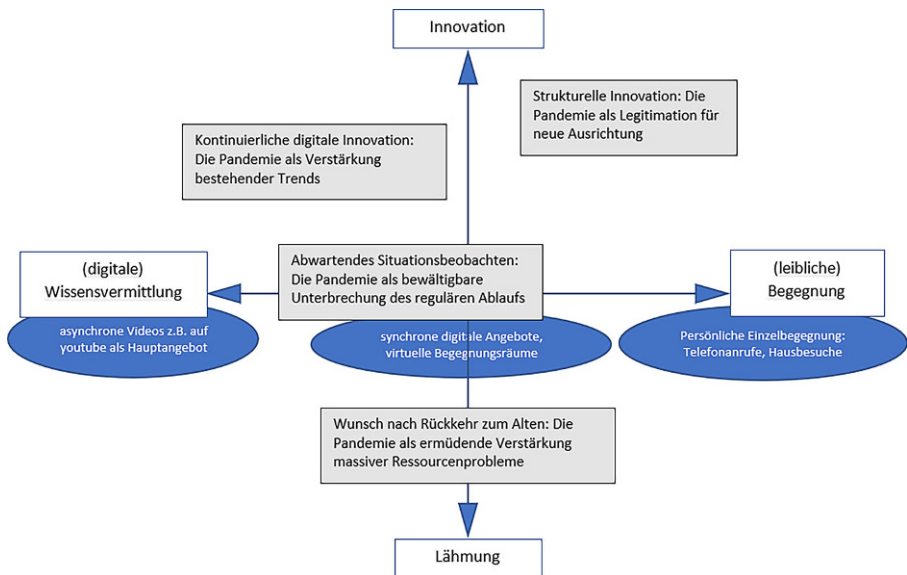 Innovation
Strukturelle Innovation: Die
Pandemie als Legitimation für
neue Ausrichtung
Kontinuierliche digitale Innovation:
Die Pandemie als Verstärkung
bestehender Trends
(digitale)
Wissensvermittlung
Abwartendes Situationsbeobachten:
Die Pandemie als bewältigbare
Unterbrechung des regulären Ablaufs
(leibliche)
Begegnung
asynchrone Videos z.B. auf
youtube als Hauptangebot
synchrone digitale Angebote,
virtuelle Begegnungsräume
Persönliche Einzelbegegnung:
Telefonanrufe, Hausbesuche
Wunsch nach Rückkehr zum Alten: Die
Pandemie als ermüdende Verstärkung
massiver Ressourcenprobleme
Lähmung